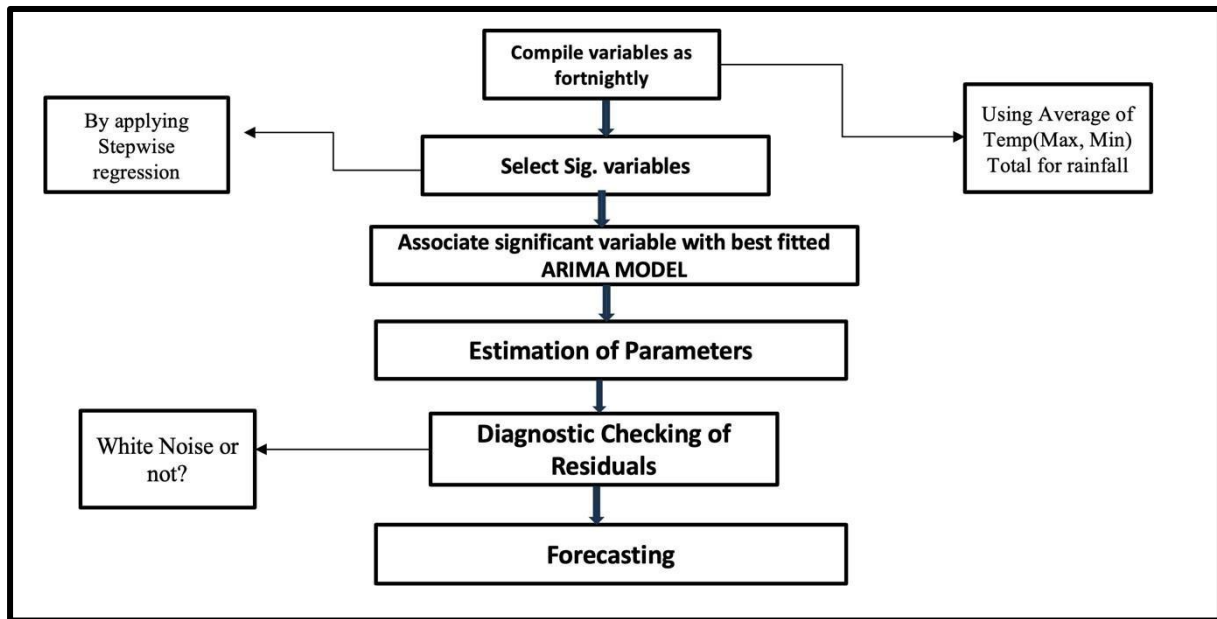 Compile variables as
fortnightly
Using Average of
Temp(Max, Min)
Total for rainfall
By applying
Stepwise
regression
Select Sig. variables
Associate significant variable with best fitted
ARIMA MODEL
Estimation of Parameters
Diagnostic Checking of
Residuals
White Noise or
not?
Forecasting